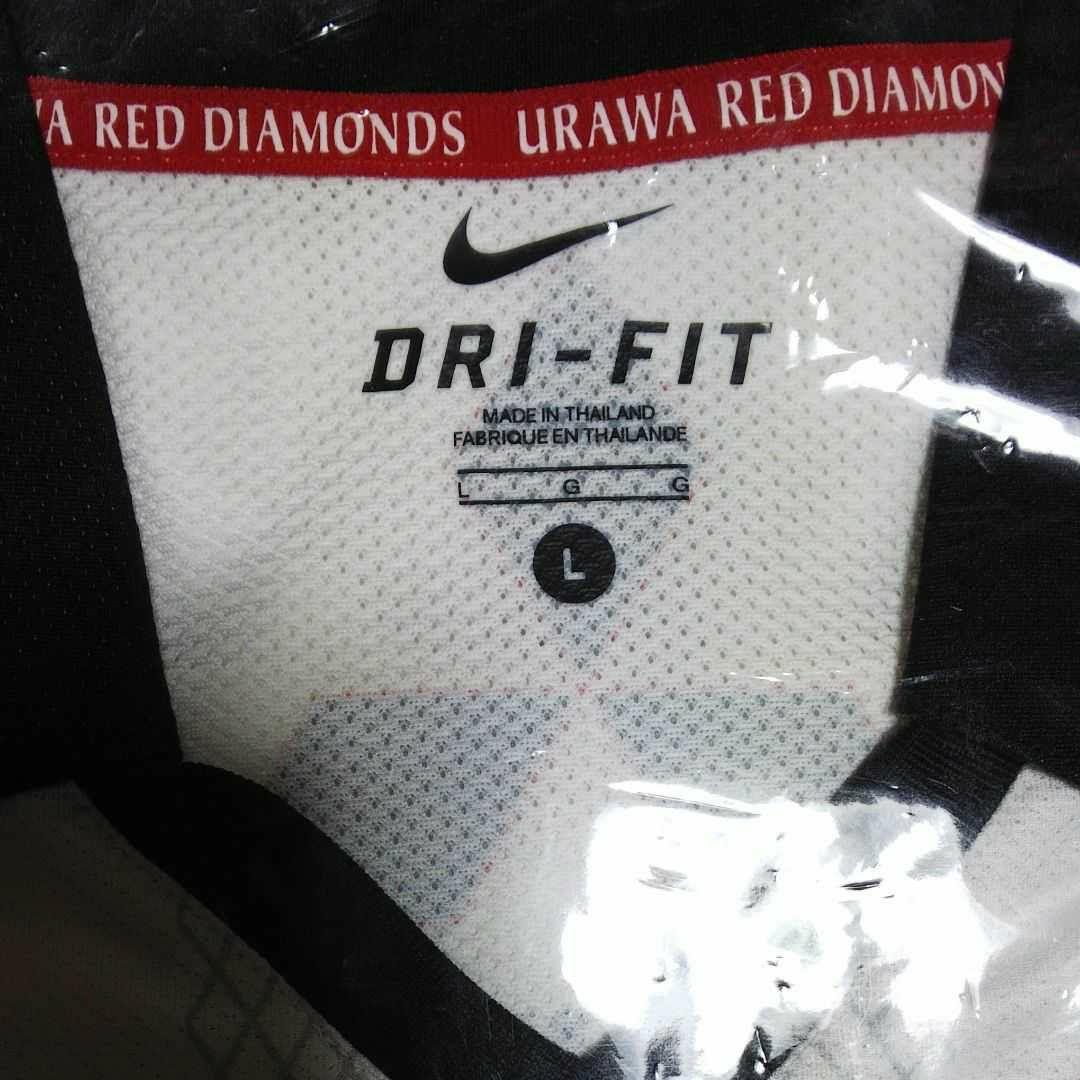 A RED DIAMONDS URAWA RED DIAMON
DRI-FIT
MADE IN THAILAND
FABRIQUE EN THAILANDE
L G G
L